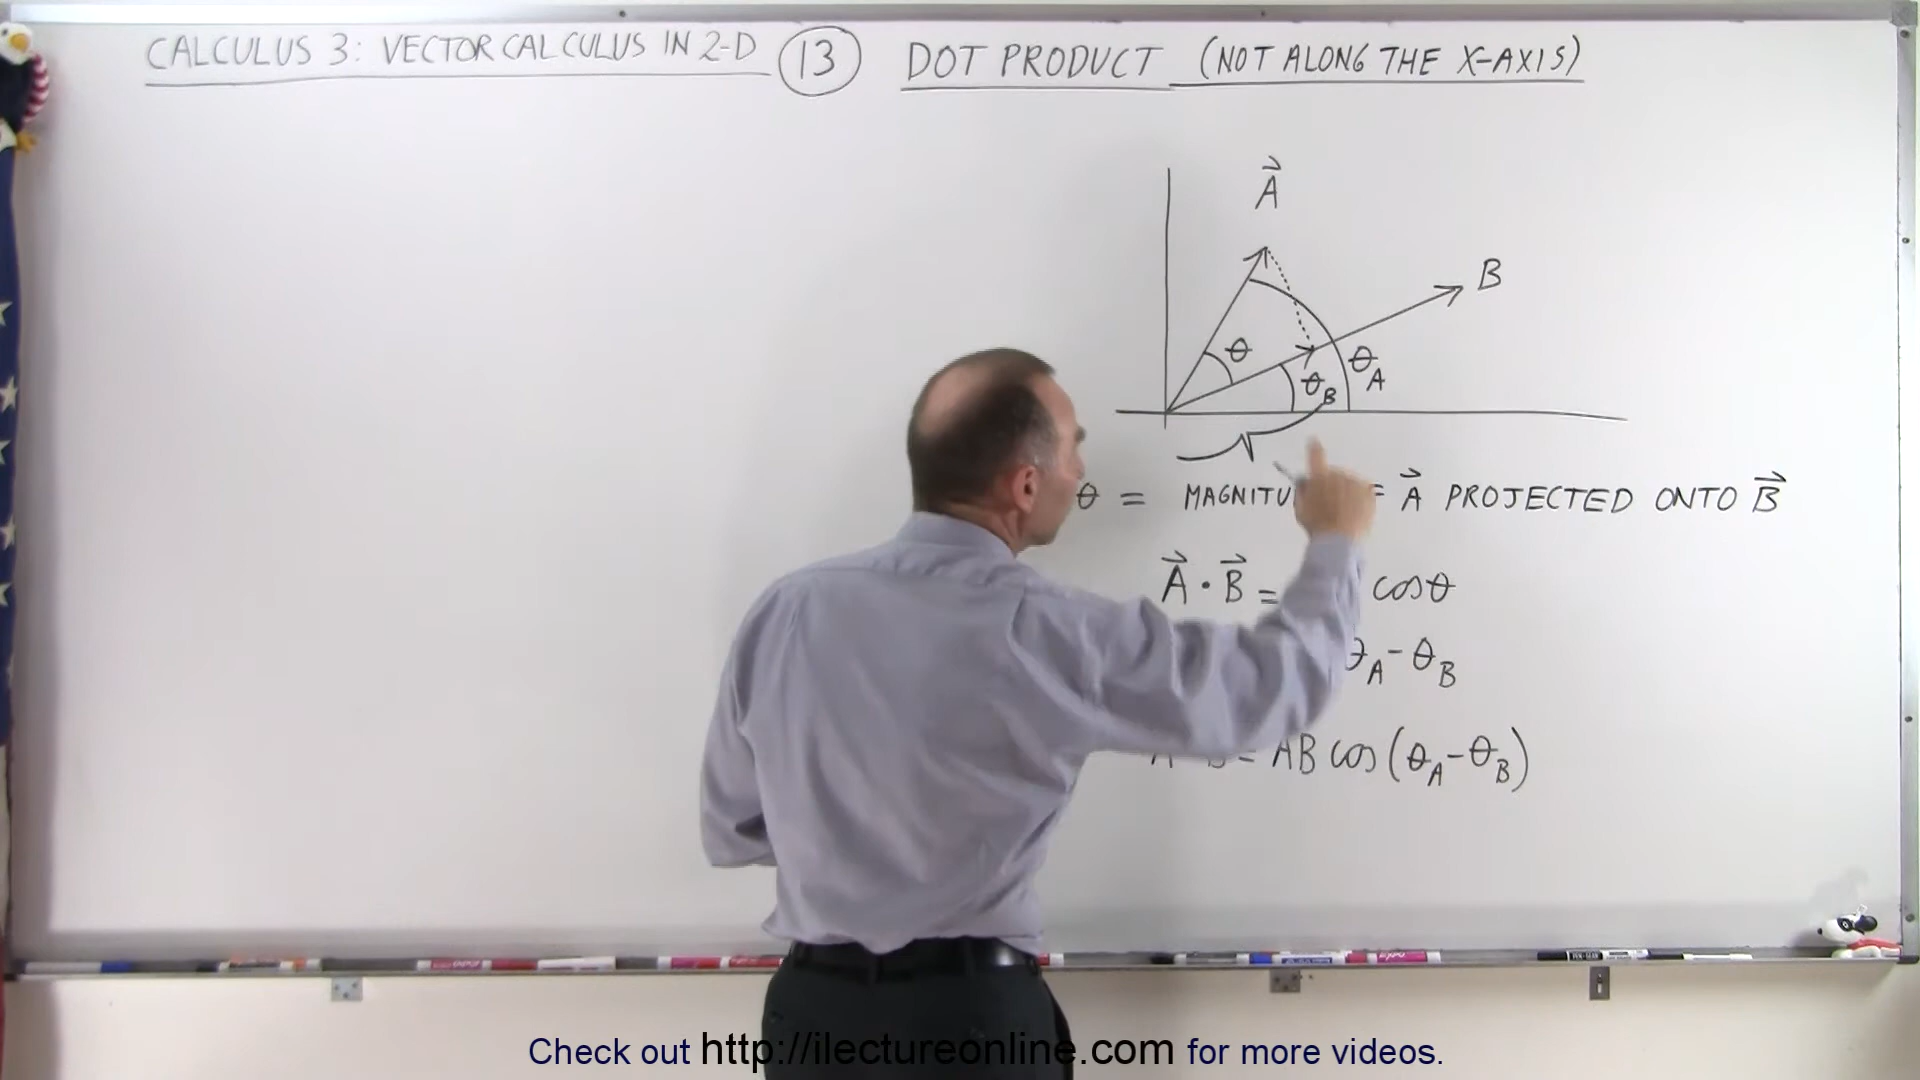 CALCULUS 3: VECTOR CALCULUS IN 2-D 13 DOT PRODUCT (NOT ALONG THE X-AXIS)
A
B
θ
θA
θB
θ = A PROJECTED ONTO B
A · B = cosθ
θA - θB
= AB cos(θA - θB)
Check out http://ilectureonline.com for more videos.